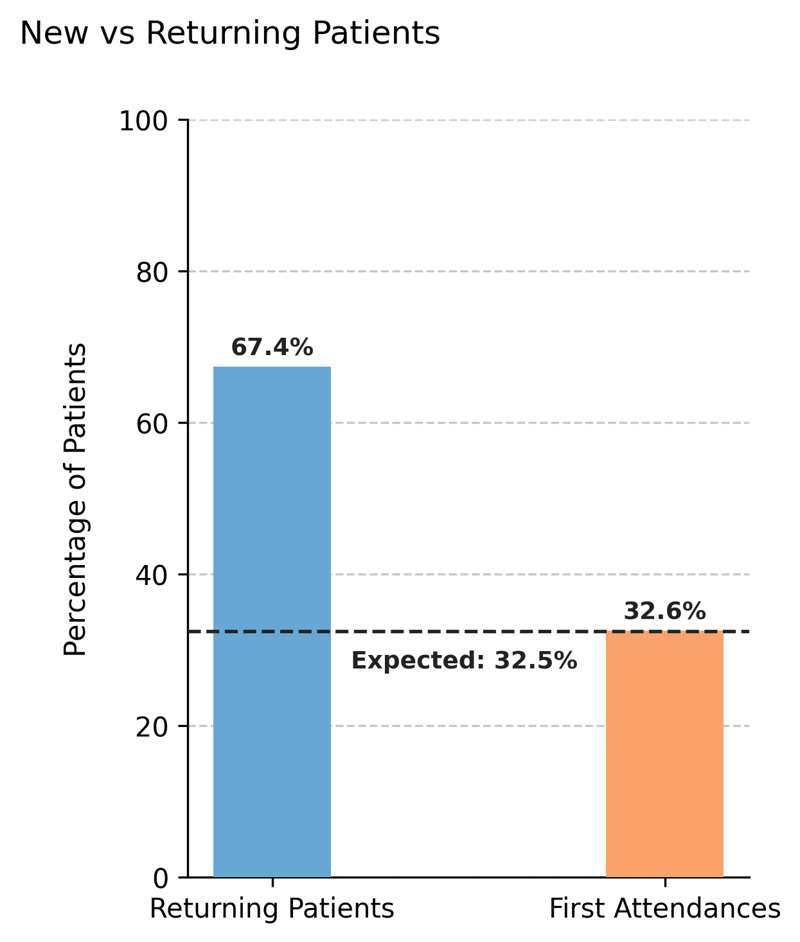 New vs Returning Patients
Percentage of Patients
100
80
60
40
20
0
67.4%
32.6%
Expected: 32.5%
Returning Patients
First Attendances